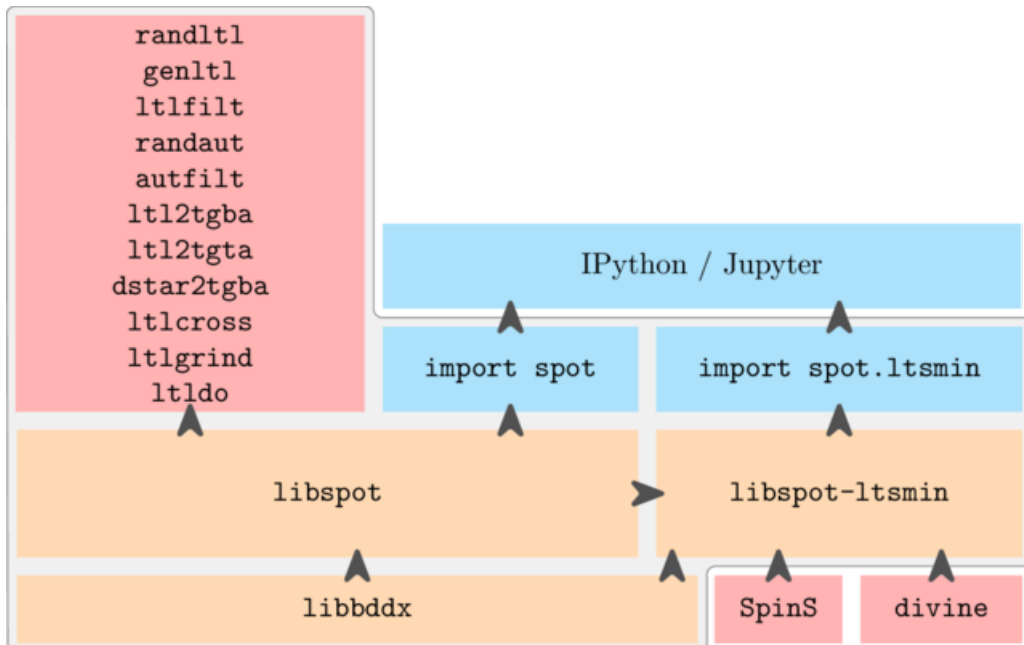 randltl
genltl
ltlfilt
randaut
autfilt
ltl2tgba
ltl2tgta
dstar2tgba
ltlcross
ltlgrind
ltldo
IPython / Jupyter
import spot
import spot.ltsmin
libspot
libspot-ltsmin
libbddx
SpinS
divine